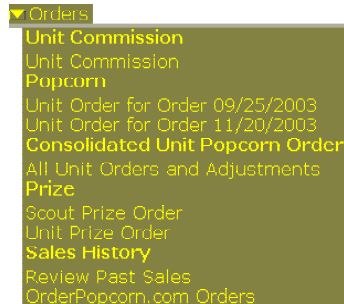 Orders
Unit Commission
Unit Commission
Popcorn
Unit Order for Order 09/25/2003
Unit Order for Order 11/20/2003
Consolidated Unit Popcorn Order
All Unit Orders and Adjustments
Prize
Scout Prize Order
Unit Prize Order
Sales History
Review Past Sales
OrderPopcorn.com Orders